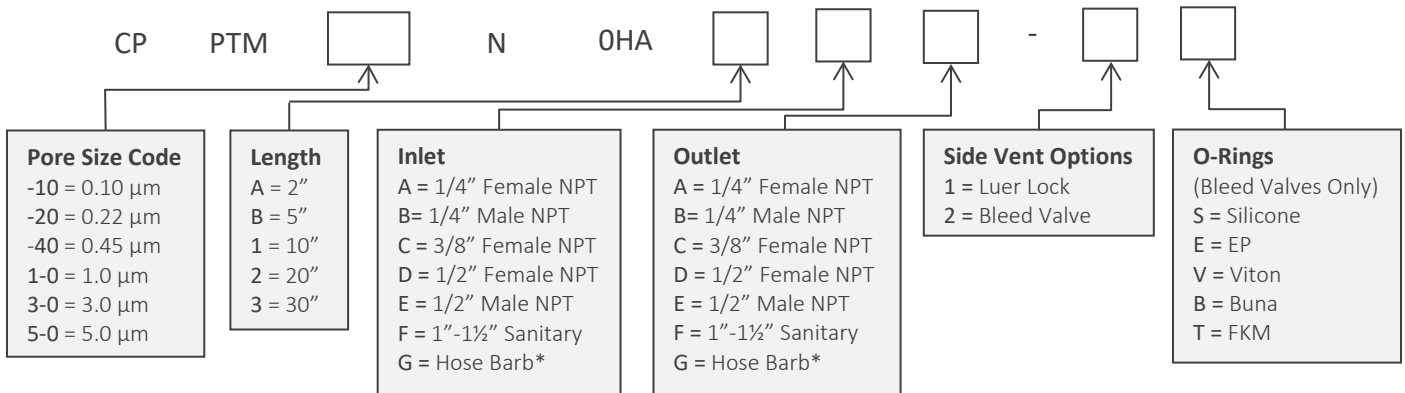 CP PTM N 0HA -
Pore Size Code
-10 = 0.10 µm
-20 = 0.22 µm
-40 = 0.45 µm
1-0 = 1.0 µm
3-0 = 3.0 µm
5-0 = 5.0 µm
Length
A = 2”
B = 5”
1 = 10”
2 = 20”
3 = 30”
Inlet
A = 1/4” Female NPT
B= 1/4” Male NPT
C = 3/8” Female NPT
D = 1/2” Female NPT
E = 1/2” Male NPT
F = 1”-1½” Sanitary
G = Hose Barb*
Outlet
A = 1/4” Female NPT
B= 1/4” Male NPT
C = 3/8” Female NPT
D = 1/2” Female NPT
E = 1/2” Male NPT
F = 1”-1½” Sanitary
G = Hose Barb*
Side Vent Options
1 = Luer Lock
2 = Bleed Valve
O-Rings
(Bleed Valves Only)
S = Silicone
E = EP
V = Viton
B = Buna
T = FKM